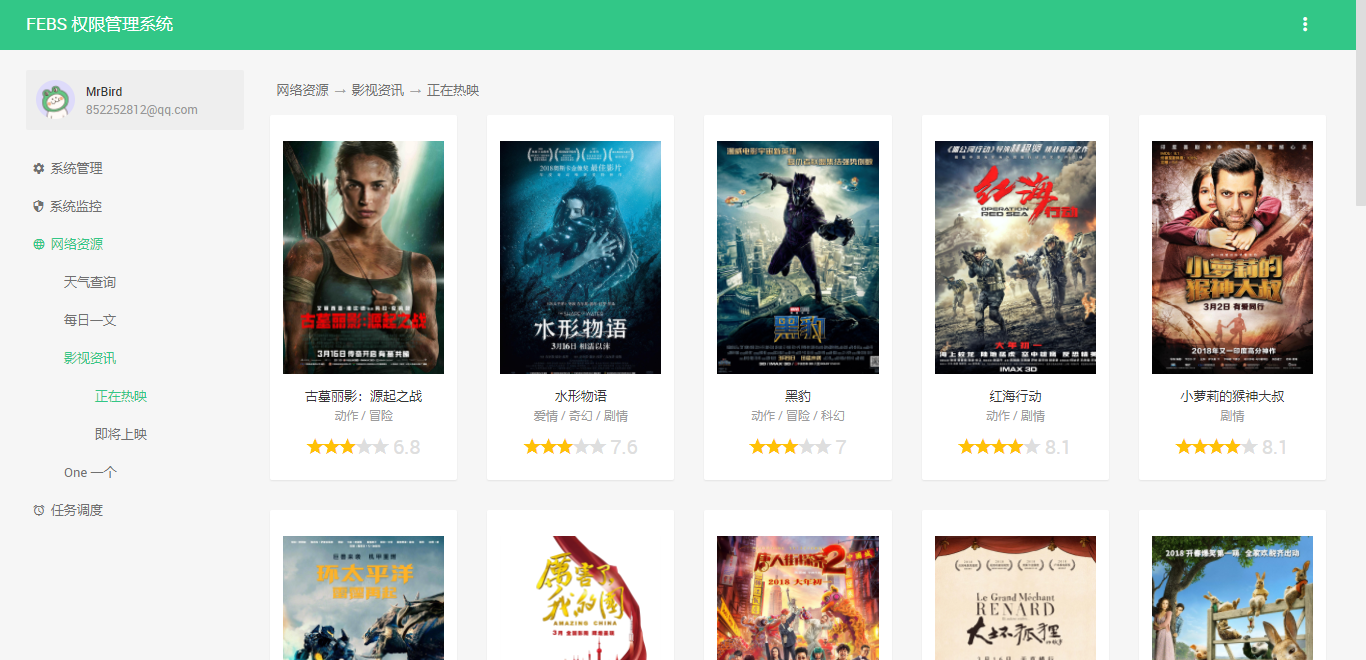 FEBS 权限管理系统
MrBird
852252812@qq.com
系统管理
系统监控
网络资源
天气查询
每日一文
影视资讯
正在热映
即将上映
One 一个
任务调度
网络资源 → 影视资讯 → 正在热映
古墓丽影:源起之战
3月16日 传奇开启 有墓共睹
古墓丽影：源起之战
动作 / 冒险
6.8
最佳影片
水形物语
3月16日 相濡以沫
水形物语
爱情 / 奇幻 / 剧情
7.6
黑豹
黑豹
动作 / 冒险 / 科幻
7
红海行动
OPERATION RED SEA
大年初一
IMAX 3D
红海行动
动作 / 剧情
8.1
小萝莉的
猴神大叔
3月2日 有爱同行
2018年又一印度高分神作
小萝莉的猴神大叔
剧情
8.1
环太平洋
雷霆再起
厉害了
我的国
AMAZING CHINA
唐人街探案2
2018 大年初一
Le Grand Méchant
RENARD
大坏狐狸
2018 开春爆笑第一瞒 全家欢脱齐出动